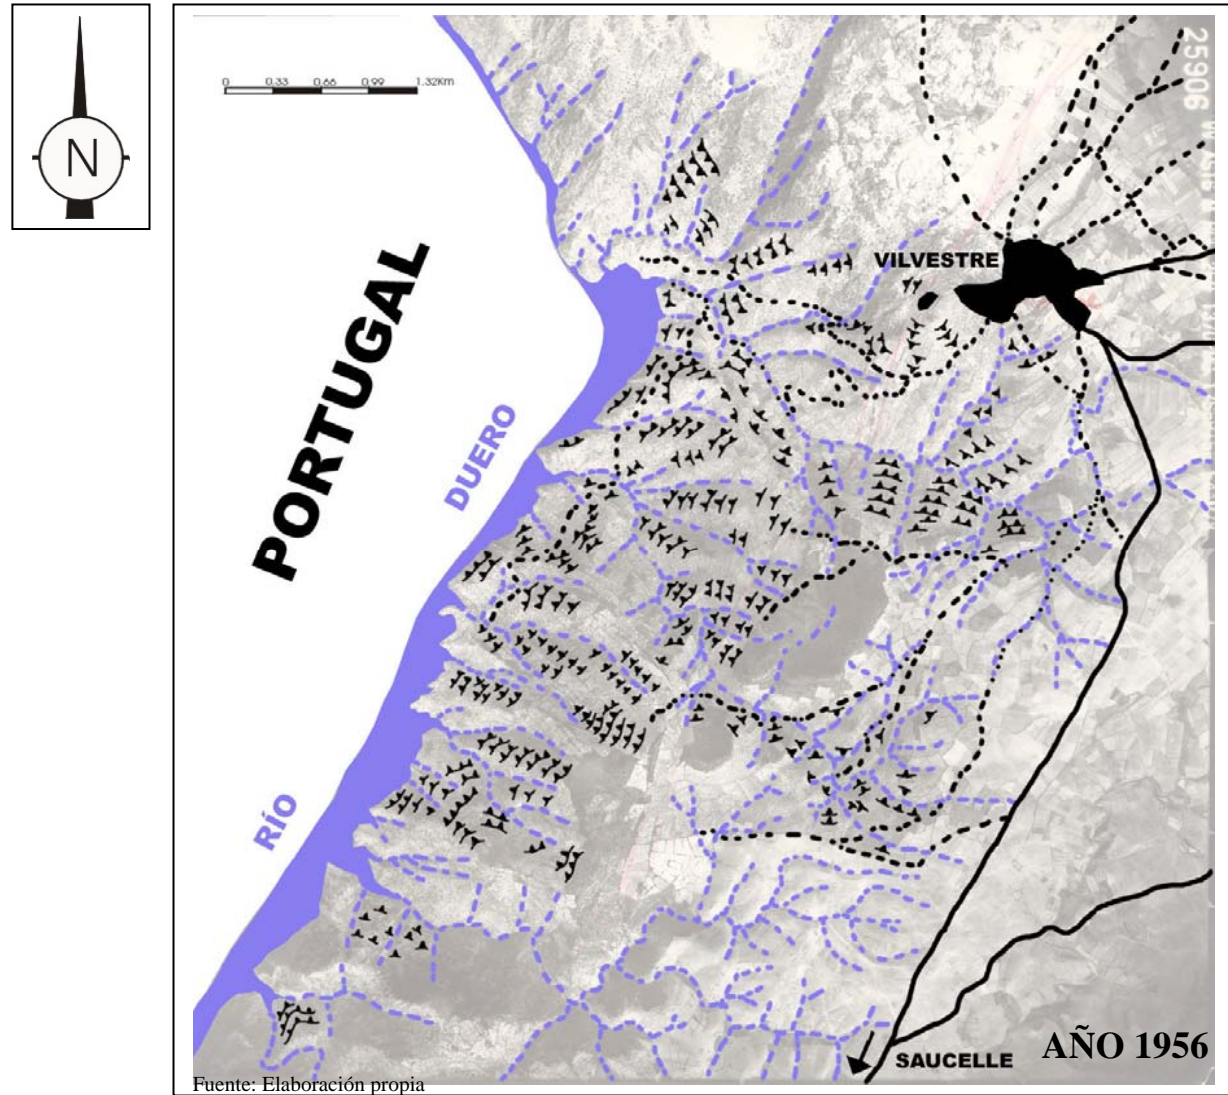 N
0 0.33 0.66 0.99 1.32Km
25906
VILVESTRE
PORTUGAL
DUERO
RÍO
SAUCELLE
AÑO 1956
Fuente: Elaboración propia